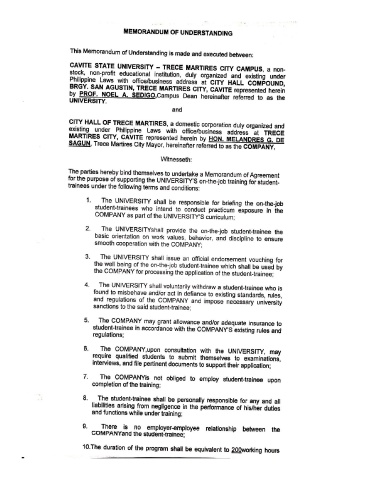 MEMORANDUM OF UNDERSTANDING
This Memorandum of Understanding is made and executed between:
CAVITE STATE UNIVERSITY – TRECE MARTIRES CITY CAMPUS, a non-
stock, non-profit educational institution, duly organized and existing under
Philippine Laws with office/business address at CITY HALL COMPOUND,
BRGY. SAN AGUSTIN, TRECE MARTIRES CITY, CAVITE represented herein
by PROF. NOEL A. SEDIGO,Campus Dean hereinafter referred to as the
UNIVERSITY.
and
CITY HALL OF TRECE MARTIRES, a domestic corporation duly organized and
existing under Philippine Laws with office/business address at TRECE
MARTIRES CITY, CAVITE represented herein by HON. MELANDRES G. DE
SAGUN, Trece Martires City Mayor, hereinafter referred to as the COMPANY.
Witnesseth:
The parties hereby bind themselves to undertake a Memorandum of Agreement
for the purpose of supporting the UNIVERSITY'S on-the-job training for student-
trainees under the following terms and conditions:
1. The UNIVERSITY shall be responsible for briefing the on-the-job
student-trainees who intend to conduct practicum exposure in the
COMPANY as part of the UNIVERSITY'S curriculum;
2. The UNIVERSITYshall provide the on-the-job student-trainee the
basic orientation on work values, behavior, and discipline to ensure
smooth cooperation with the COMPANY;
3. The UNIVERSITY shall issue an official endorsement vouching for
the well being of the on-the-job student-trainee which shall be used by
the COMPANY for processing the application of the student-trainee;
4. The UNIVERSITY shall voluntarily withdraw a student-trainee who is
found to misbehave and/or act in defiance to existing standards, rules,
and regulations of the COMPANY and impose necessary university
sanctions to the said student-trainee;
5. The COMPANY may grant allowance and/or adequate insurance to
student-trainee in accordance with the COMPANY'S existing rules and
regulations;
6. The COMPANY,upon consultation with the UNIVERSITY, may
require qualified students to submit themselves to examinations,
interviews, and file pertinent documents to support their application;
7. The COMPANYis not obliged to employ student-trainee upon
completion of the training;
8. The student-trainee shall be personally responsible for any and all
liabilities arising from negligence in the performance of his/her duties
and functions while under training;
9. There is no employer-employee relationship between the
COMPANYand the student-trainee;
10.The duration of the program shall be equivalent to 200working hours